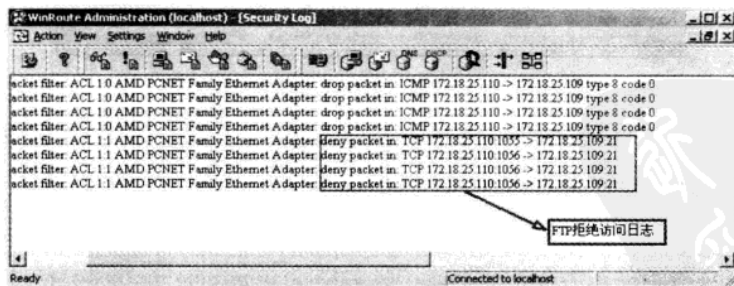 WinRoute Administration (localhost) - [Security Log]
Action View Settings Window Help
acket filter: ACL 1:0 AMD PCNET Family Ethernet Adapter: drop packet in: ICMP 172.18.25.110 -> 172.18.25.109 type 8 code 0
acket filter: ACL 1:0 AMD PCNET Family Ethernet Adapter: drop packet in: ICMP 172.18.25.110 -> 172.18.25.109 type 8 code 0
acket filter: ACL 1:0 AMD PCNET Family Ethernet Adapter: drop packet in: ICMP 172.18.25.110 -> 172.18.25.109 type 8 code 0
acket filter: ACL 1:0 AMD PCNET Family Ethernet Adapter: drop packet in: ICMP 172.18.25.110 -> 172.18.25.109 type 8 code 0
acket filter: ACL 1:1 AMD PCNET Family Ethernet Adapter: deny packet in: TCP 172.18.25.110:1055 -> 172.18.25.109:21
acket filter: ACL 1:1 AMD PCNET Family Ethernet Adapter: deny packet in: TCP 172.18.25.110:1056 -> 172.18.25.109:21
acket filter: ACL 1:1 AMD PCNET Family Ethernet Adapter: deny packet in: TCP 172.18.25.110:1056 -> 172.18.25.109:21
acket filter: ACL 1:1 AMD PCNET Family Ethernet Adapter: deny packet in: TCP 172.18.25.110:1056 -> 172.18.25.109:21
FTP拒绝访问日志
Ready
Connected to localhost